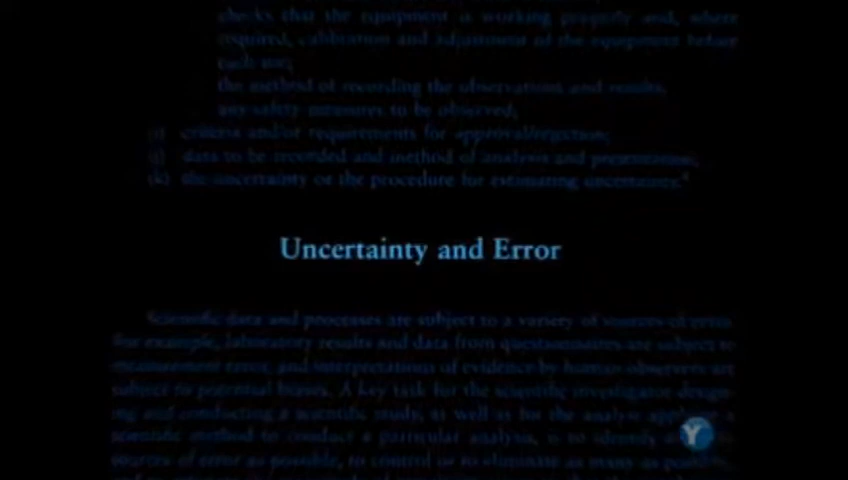 checks that the equipment is working properly and, where
required, calibration and adjustment of the equipment before
each use;
the method of recording the observations and results,
any safety measures to be observed;
(i) criteria and/or requirements for approval/rejection;
(j) data to be recorded and method of analysis and presentation;
(k) the uncertainty or the procedure for estimating uncertainty.
Uncertainty and Error
Scientific data and processes are subject to a variety of sources of error.
For example, laboratory results and data from questionnaires are subject to
measurement error, and interpretations of evidence by human observers are
subject to potential biases. A key task for the scientific investigator design-
ing and conducting a scientific study, as well as for the analyst applying a
scientific method to conduct a particular analysis, is to identify
sources of error as possible, to control or to eliminate as many as possible,
Y